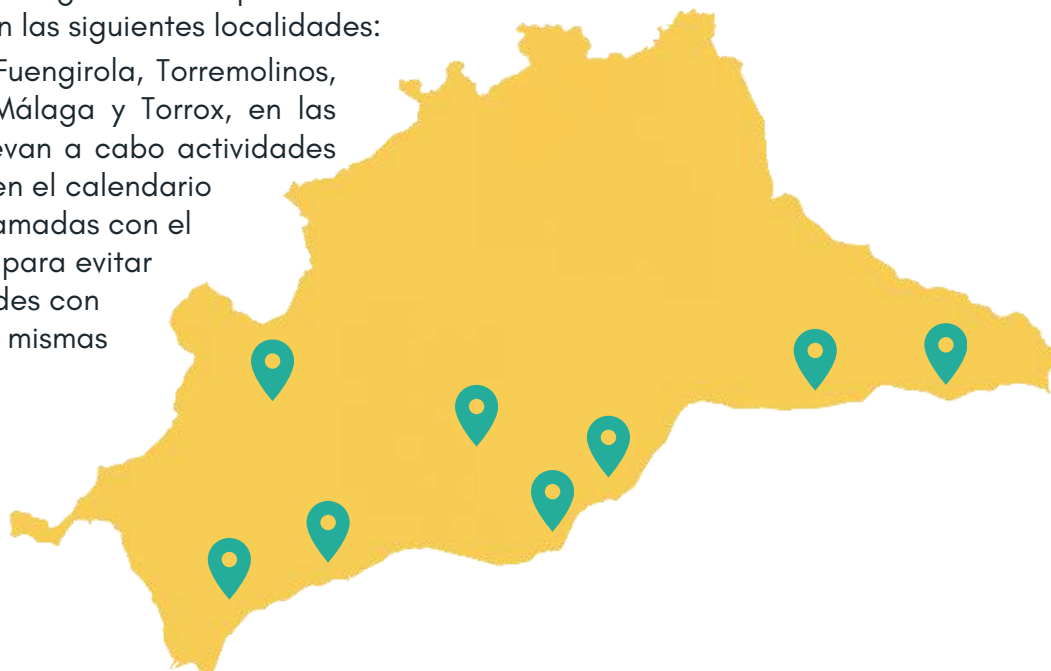 n las siguientes localidades:
Fuengirola, Torremolinos,
Málaga y Torrox, en las
evan a cabo actividades
en el calendario
amadas con el
para evitar
des con
mismas